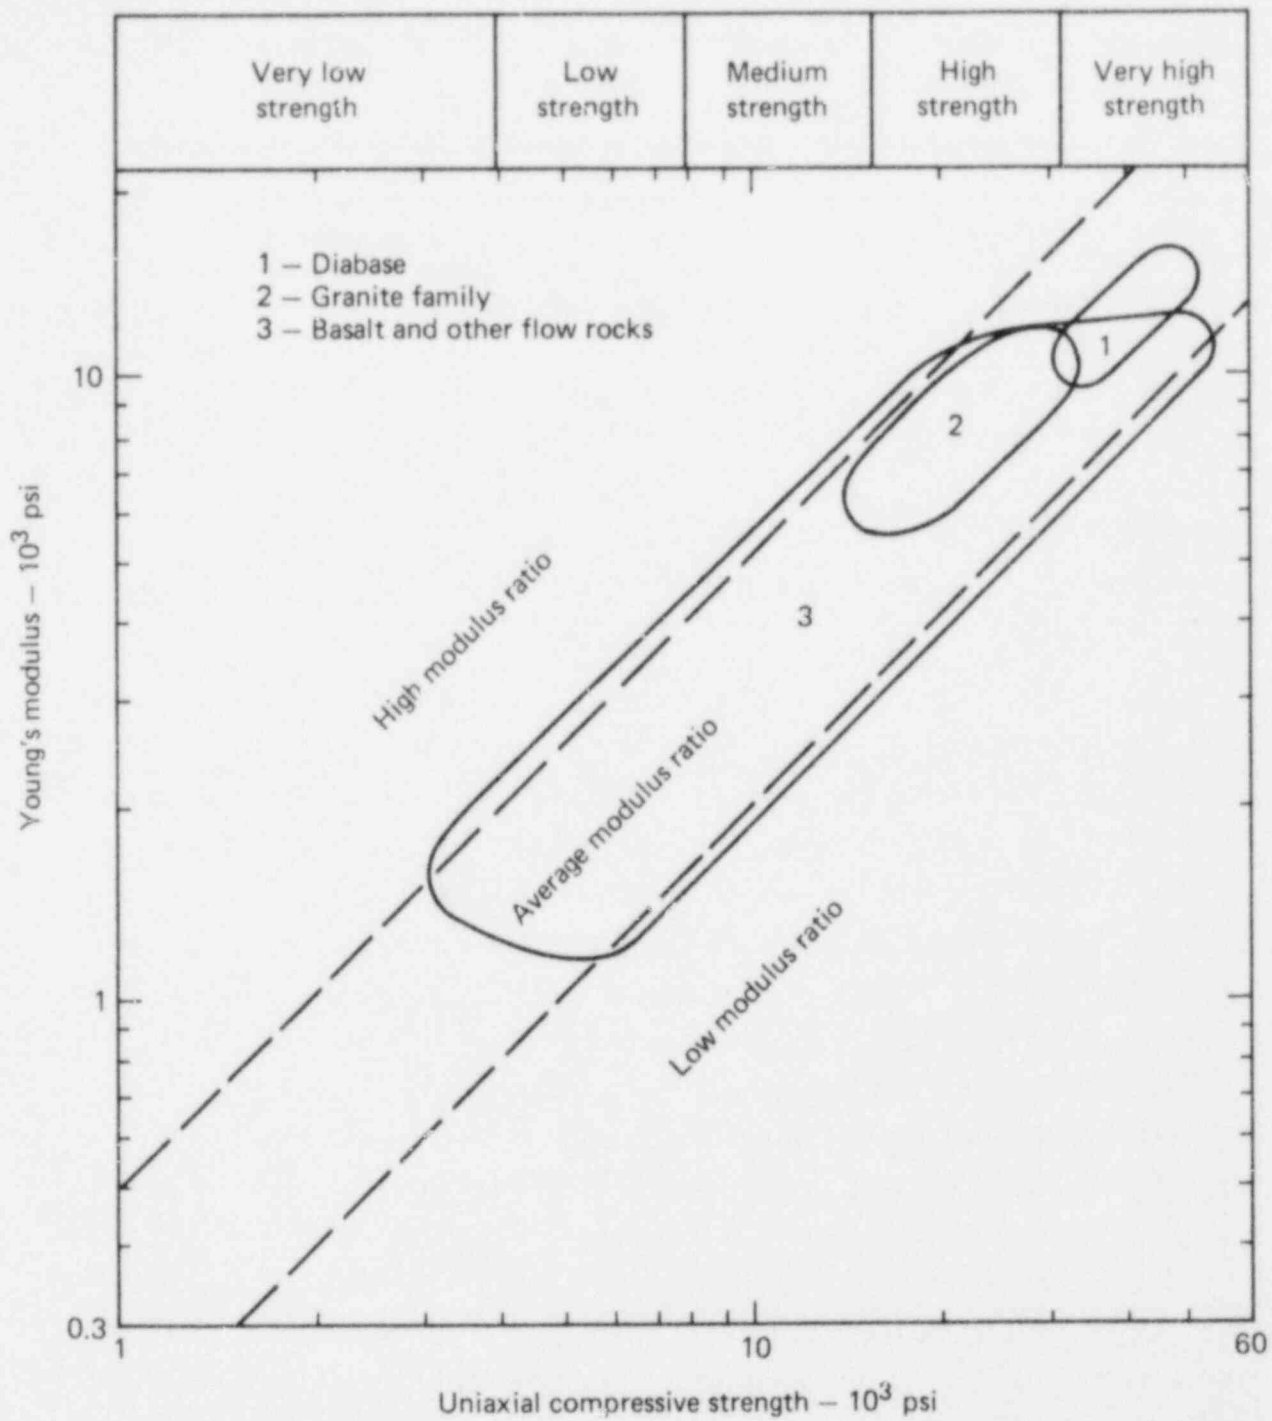 Very low
strength
Low
strength
Medium
strength
High
strength
Very high
strength
1 — Diabase
2 — Granite family
3 — Basalt and other flow rocks
10
1
0.3
Young's modulus — 10³ psi
High modulus ratio
Average modulus ratio
Low modulus ratio
1
2
3
1
10
60
Uniaxial compressive strength — 10³ psi